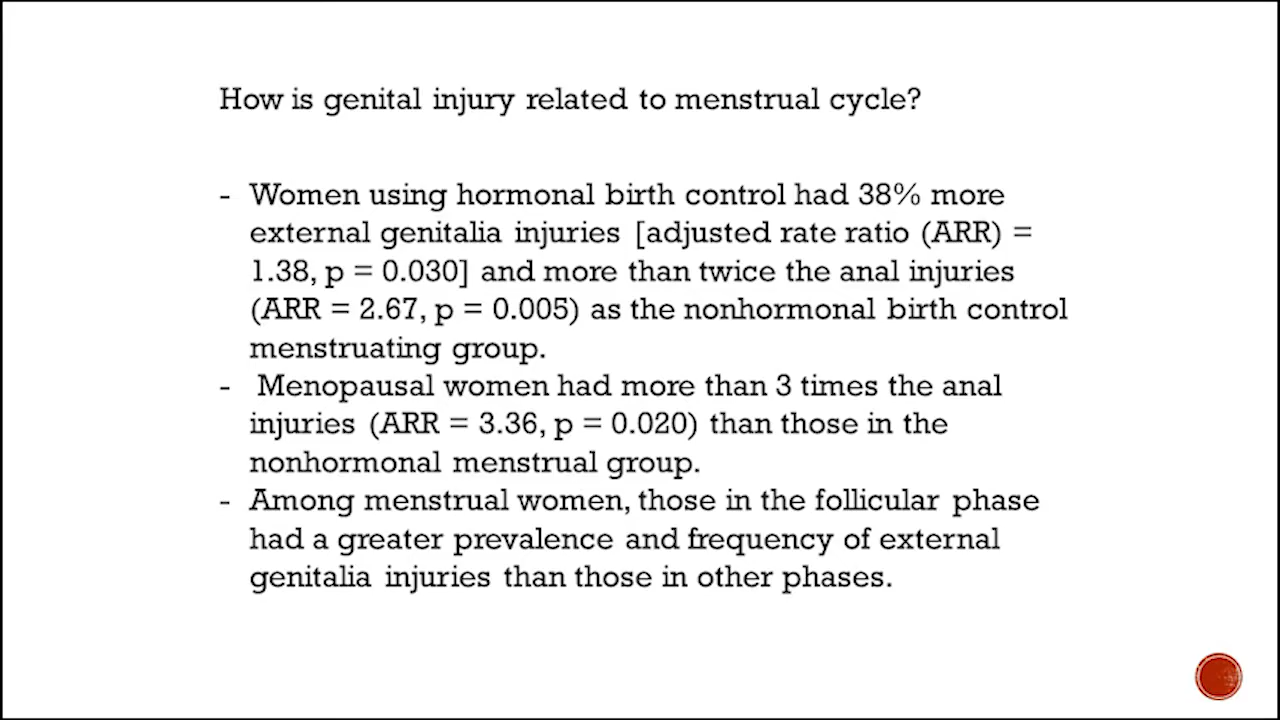 How is genital injury related to menstrual cycle?
- Women using hormonal birth control had 38% more
external genitalia injuries [adjusted rate ratio (ARR) =
1.38, p = 0.030] and more than twice the anal injuries
(ARR = 2.67, p = 0.005) as the nonhormonal birth control
menstruating group.
- Menopausal women had more than 3 times the anal
injuries (ARR = 3.36, p = 0.020) than those in the
nonhormonal menstrual group.
- Among menstrual women, those in the follicular phase
had a greater prevalence and frequency of external
genitalia injuries than those in other phases.